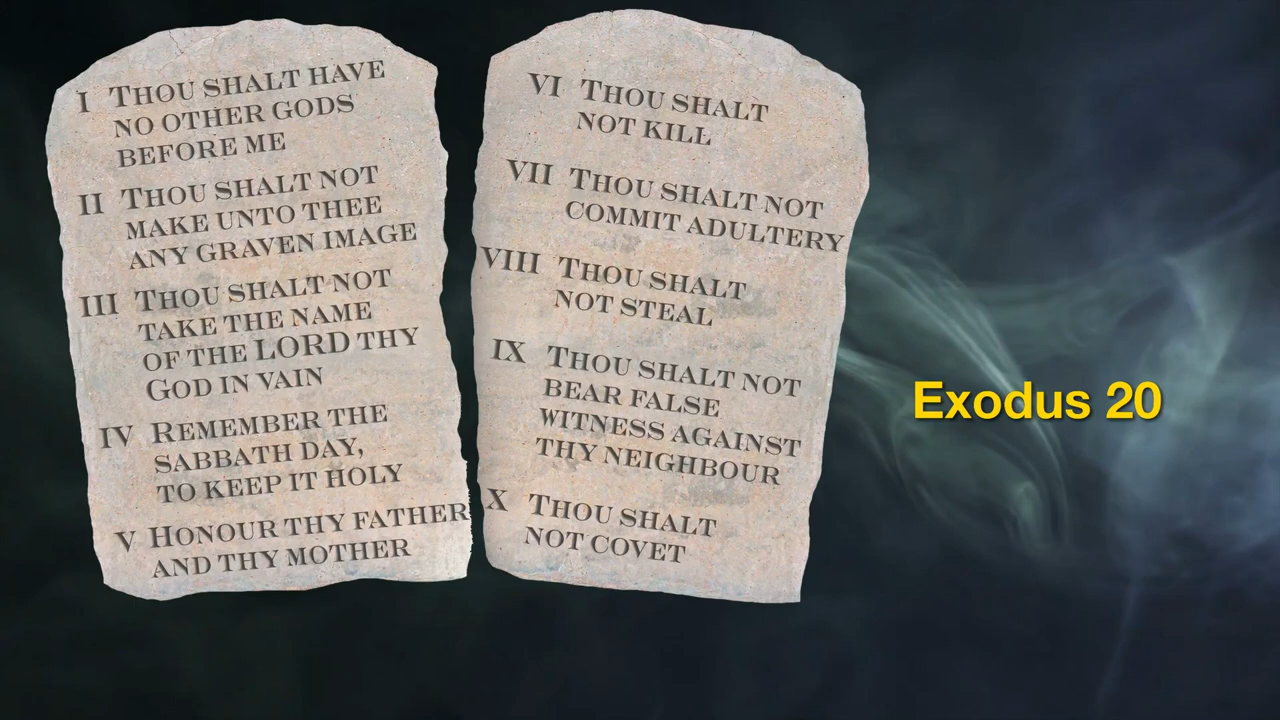 I THOU SHALT HAVE
NO OTHER GODS
BEFORE ME
II THOU SHALT NOT
MAKE UNTO THEE
ANY GRAVEN IMAGE
III THOU SHALT NOT
TAKE THE NAME
OF THE LORD THY
GOD IN VAIN
IV REMEMBER THE
SABBATH DAY,
TO KEEP IT HOLY
V HONOUR THY FATHER
AND THY MOTHER
VI THOU SHALT
NOT KILL
VII THOU SHALT NOT
COMMIT ADULTERY
VIII THOU SHALT
NOT STEAL
IX THOU SHALT NOT
BEAR FALSE
WITNESS AGAINST
THY NEIGHBOUR
X THOU SHALT
NOT COVET
Exodus 20